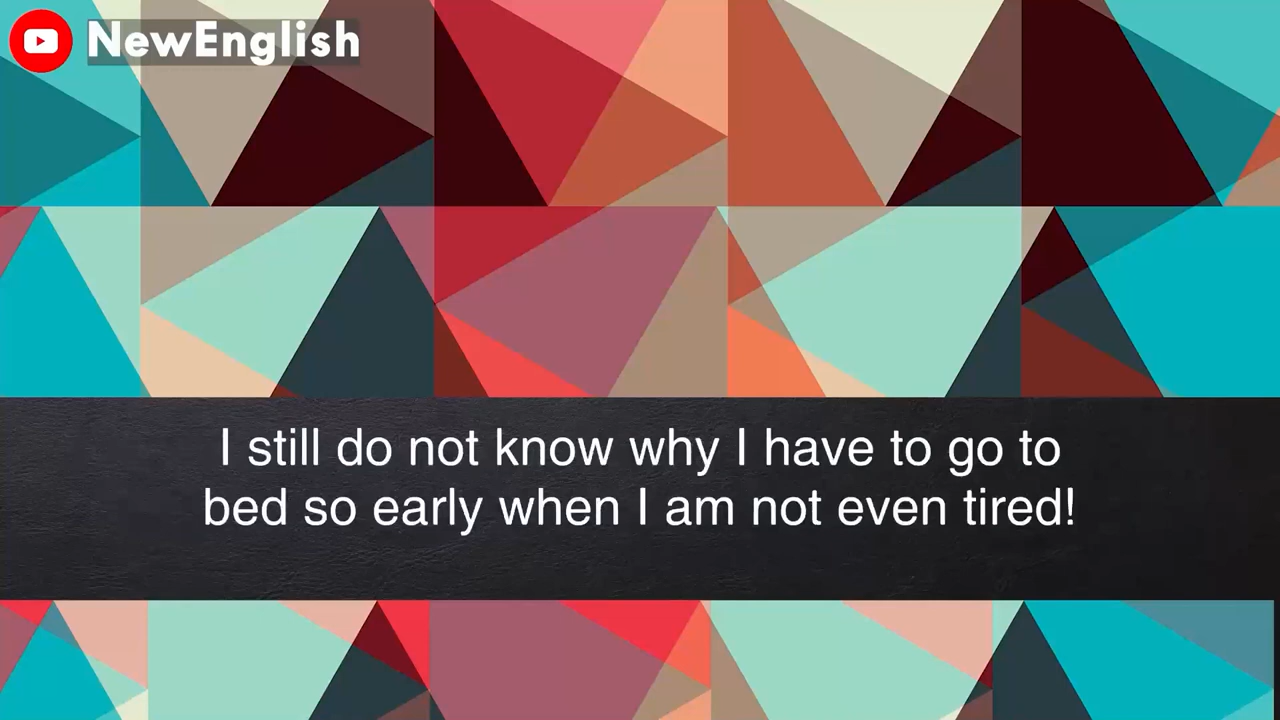 NewEnglish
I still do not know why I have to go to
bed so early when I am not even tired!